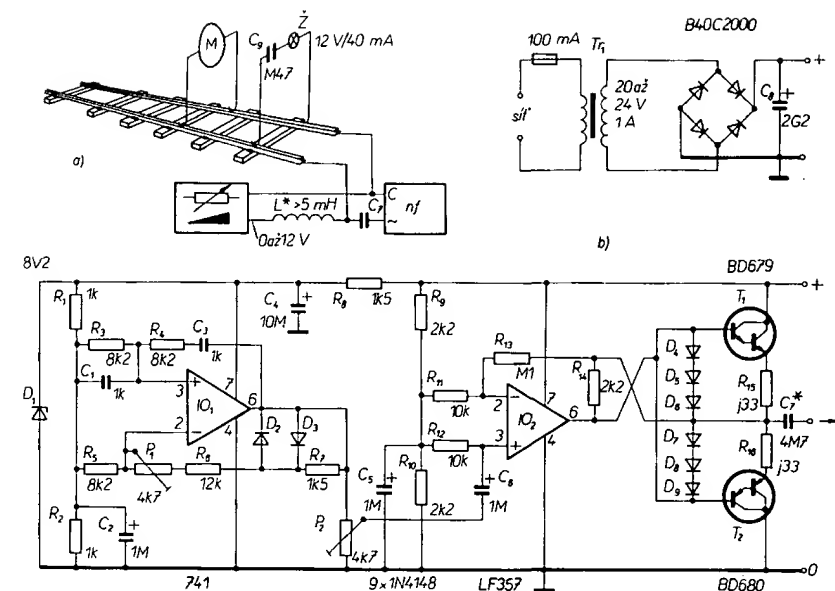 M
C9
M47
Ž
12 V/40 mA
a)
L* >5 mH
C7
C
nf
~
0až12 V
100 mA
Tr1
B40C2000
síť
20až
24 V
1 A
C8
+
2G2
+
b)
8V2
R1
1k
R3
8k2
R4
8k2
C3
1k
C1
1k
D1
3
+
7
IO1
6
2
−
4
D2
D3
R5
8k2
P1
4k7
R6
12k
R7
1k5
R2
1k
C2
+
1M
741
C4
+
10M
R8
1k5
R9
2k2
R13
M1
R14
2k2
R11
10k
2
−
7
IO2
6
3
+
4
R12
10k
C5
+
1M
R10
2k2
C6
+
1M
P2
4k7
9×1N4148
LF357
BD679
+
T1
D4
D5
D6
D7
D8
D9
R15
j33
C7*
4M7
R16
j33
T2
0
BD680